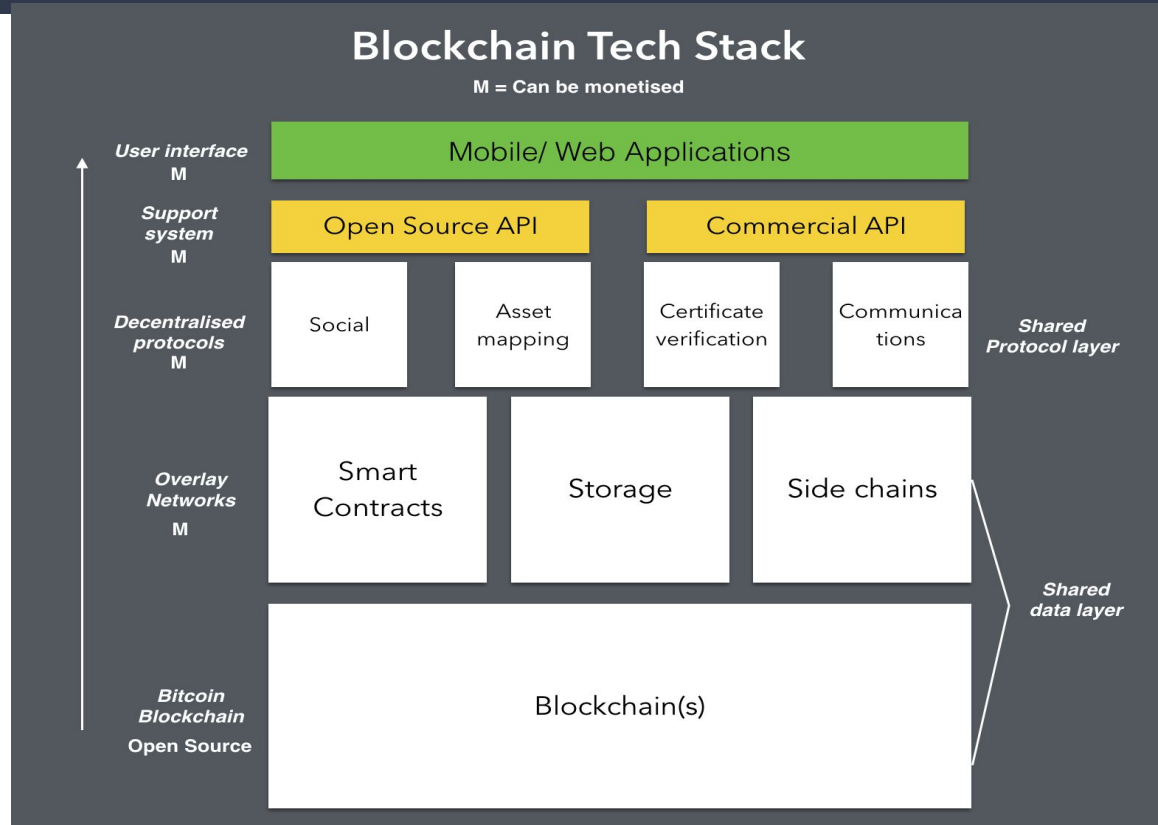 Blockchain Tech Stack
M = Can be monetised
User interface
M
Mobile/ Web Applications
Support
system
M
Open Source API
Commercial API
Decentralised
protocols
M
Social
Asset
mapping
Certificate
verification
Communica
tions
Shared
Protocol layer
Overlay
Networks
M
Smart
Contracts
Storage
Side chains
Shared
data layer
Bitcoin
Blockchain
Open Source
Blockchain(s)